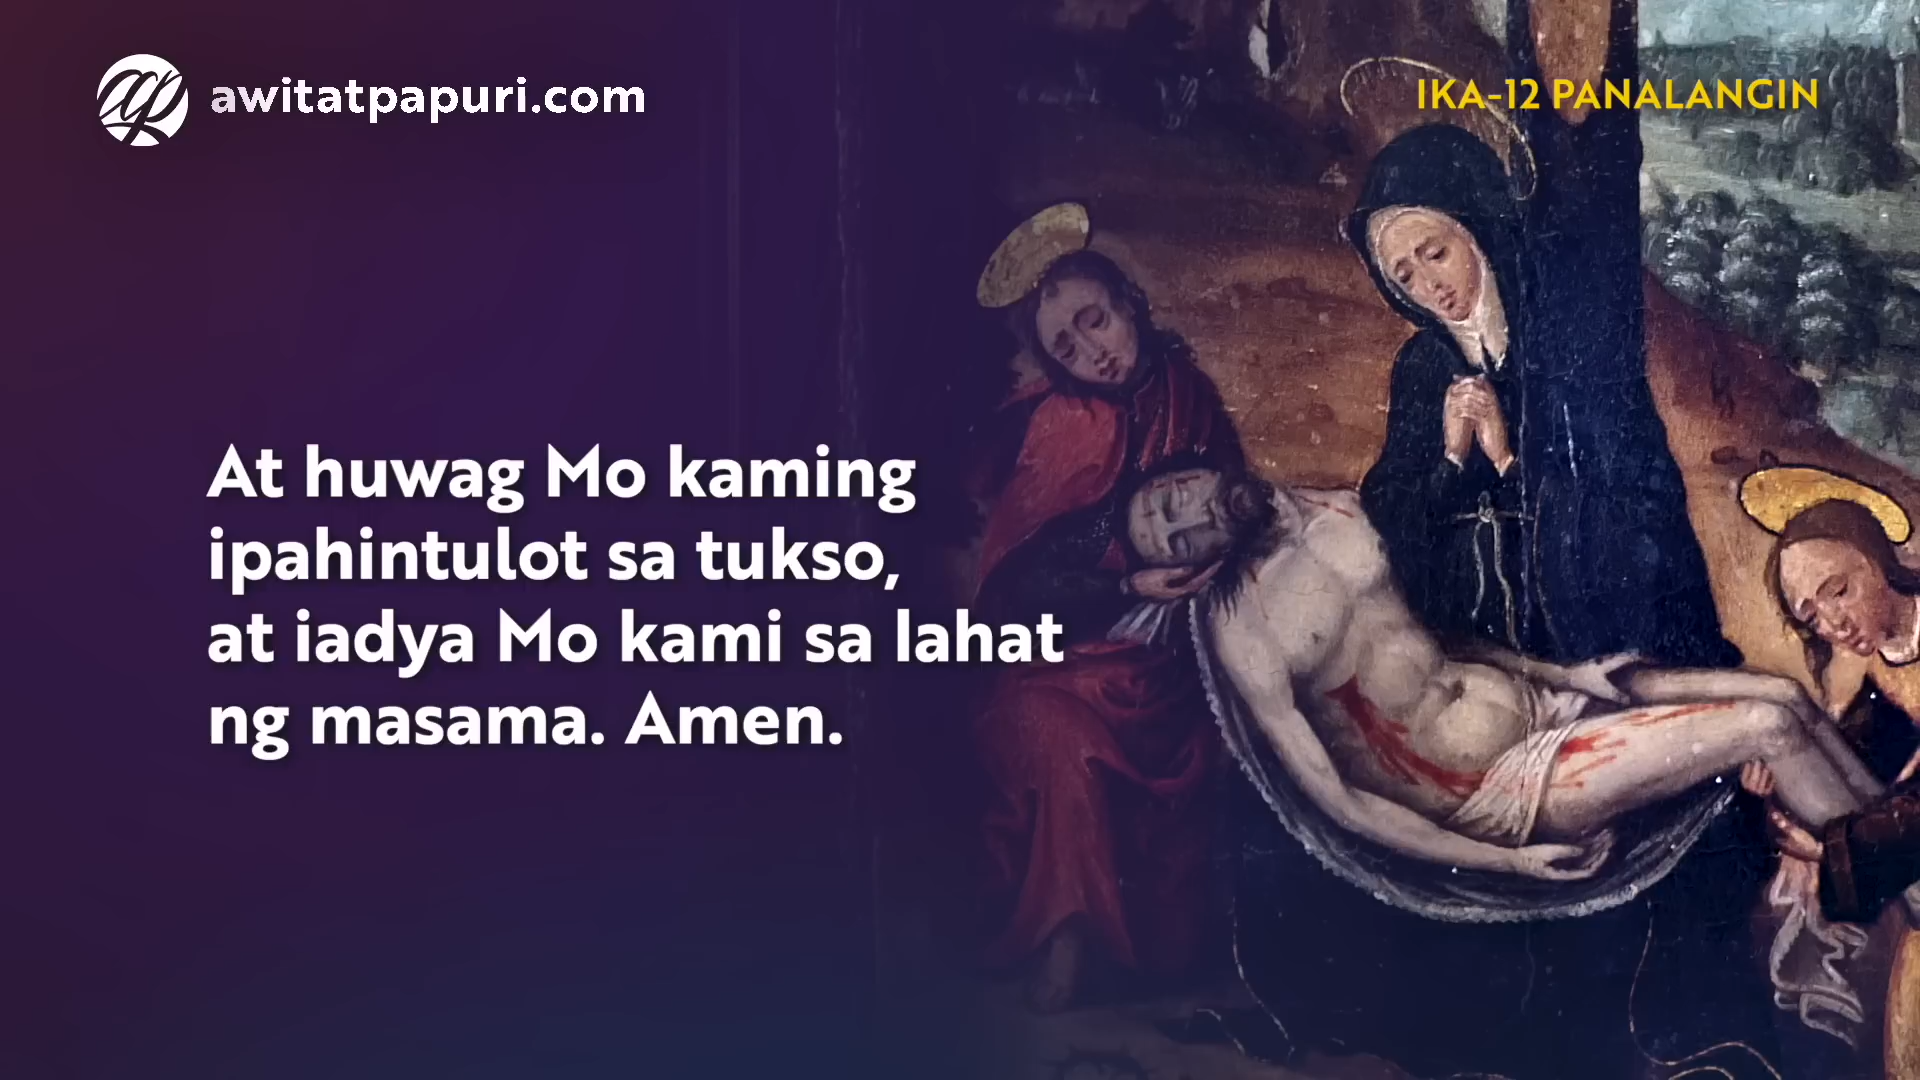 awitatpapuri.com
IKA-12 PANALANGIN
At huwag Mo kaming
ipahintulot sa tukso,
at iadya Mo kami sa lahat
ng masama. Amen.